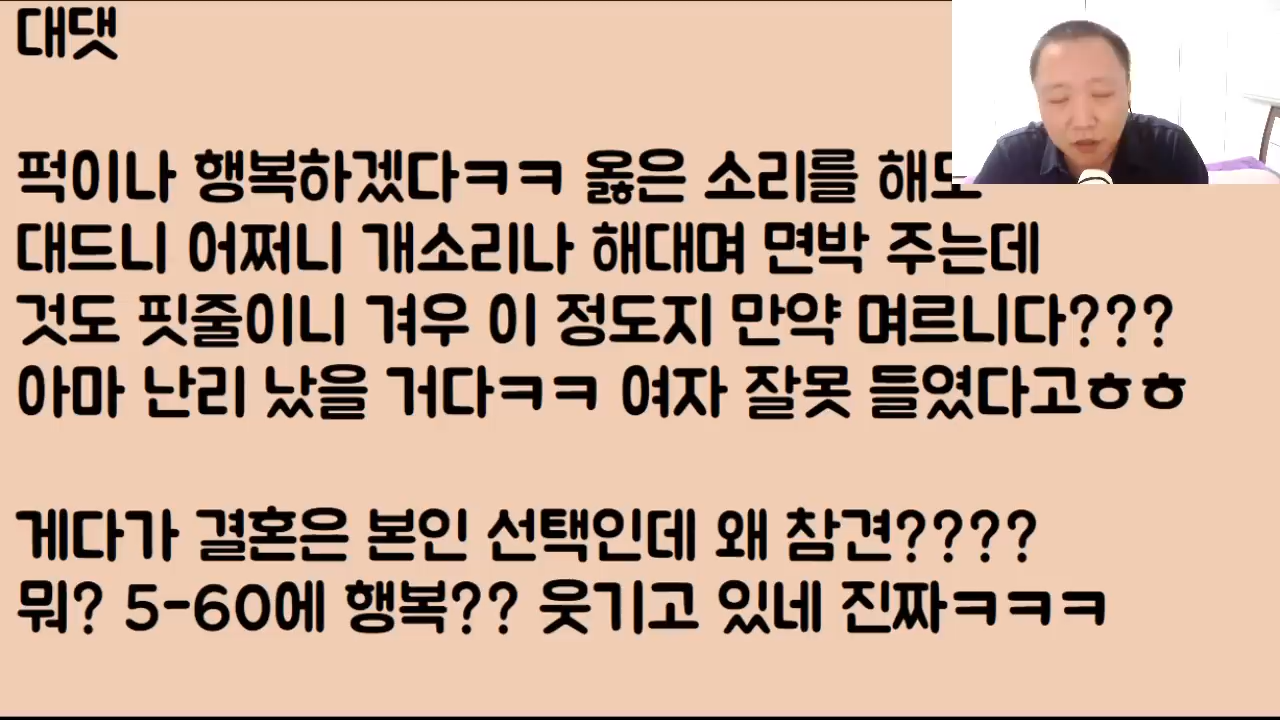 대댓
퍽이나 행복하겠다ㅋㅋ 옳은 소리를 해도
대드니 어쩌니 개소리나 해대며 면박 주는데
것도 핏줄이니 겨우 이 정도지 만약 며르니다???
아마 난리 났을 거다ㅋㅋ 여자 잘못 들였다고ㅎㅎ
게다가 결혼은 본인 선택인데 왜 참견????
뭐? 5-60에 행복?? 웃기고 있네 진짜ㅋㅋㅋ